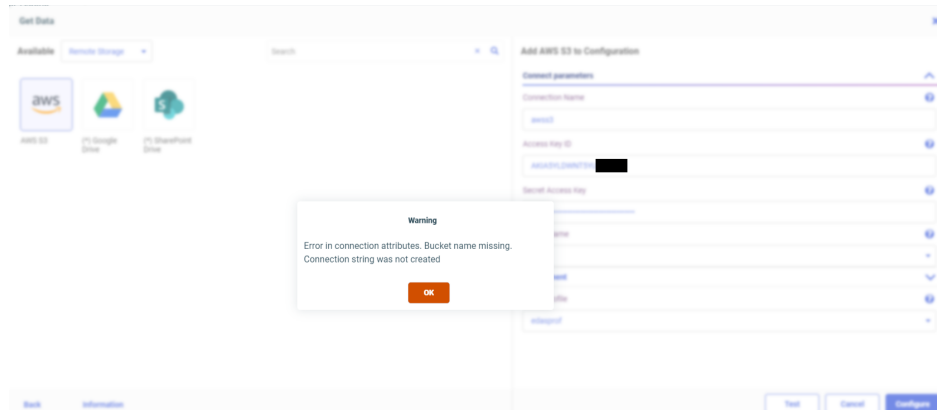 Get Data
Available
Remote Storage
Search
Add AWS S3 to Configuration
Connect parameters
Connection Name
awss3
Access Key ID
Secret Access Key
aws
AWS S3
(*) Google
Drive
(*) SharePoint
Drive
Warning
Error in connection attributes. Bucket name missing.
Connection string was not created
OK
edasprof
Back
Information
Test
Cancel
Configure